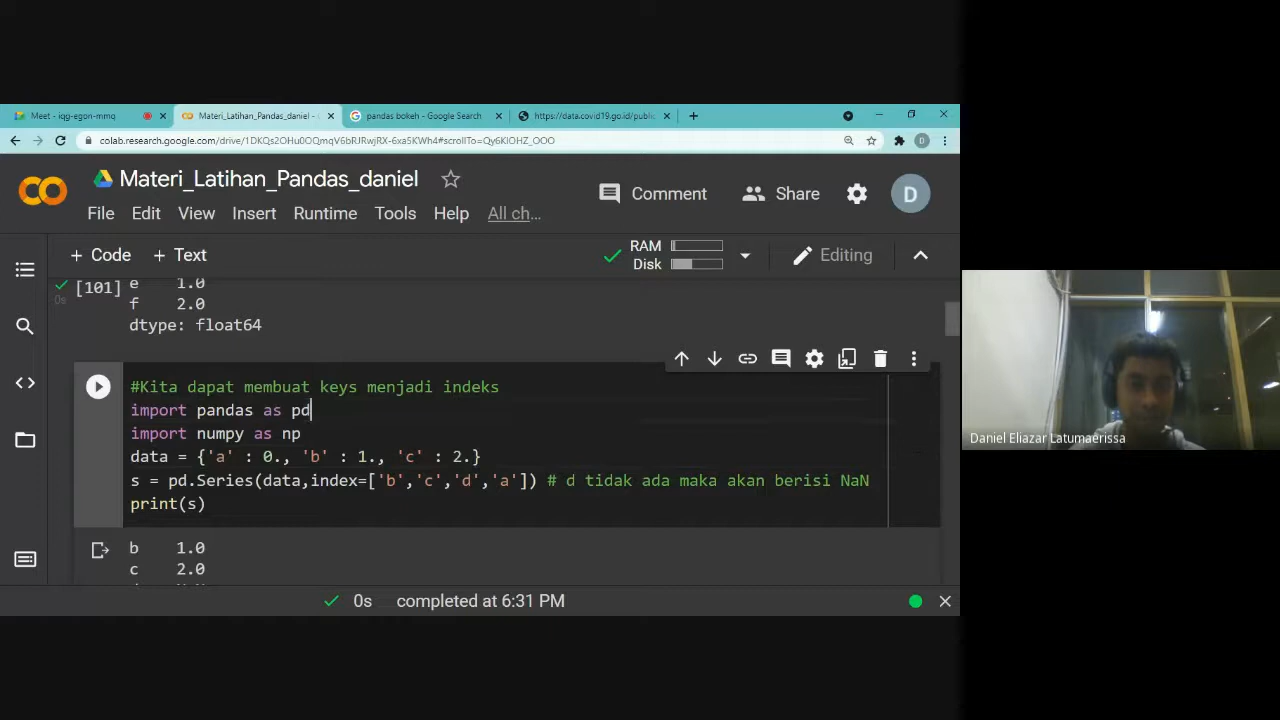 Meet - iqg-egon-mmq
Materi_Latihan_Pandas_daniel -
pandas bokeh - Google Search
https://data.covid19.go.id/public
colab.research.google.com/drive/1DKQs2OHu0OQmqV6bRJRwjRX-6xa5KWh4#scrollTo=Qy6KlOHZ_OOO
D
Materi_Latihan_Pandas_daniel
Comment
Share
D
File Edit View Insert Runtime Tools Help All ch…
+ Code + Text
RAM
Disk
Editing
[101]
0s
e 1.0
f 2.0
dtype: float64
#Kita dapat membuat keys menjadi indeks
import pandas as pd
import numpy as np
data = {'a' : 0., 'b' : 1., 'c' : 2.}
s = pd.Series(data,index=['b','c','d','a']) # d tidak ada maka akan berisi NaN
print(s)
b 1.0
c 2.0
0s completed at 6:31 PM
Daniel Eliazar Latumaerissa